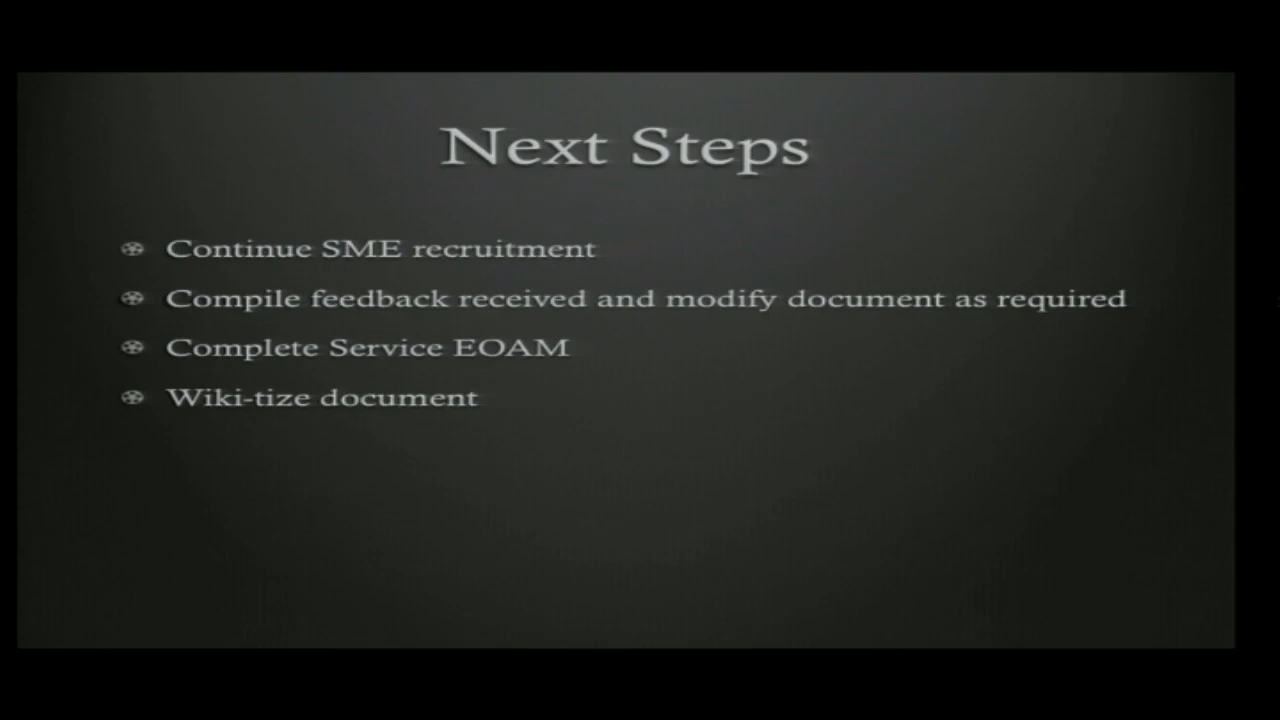 Next Steps
Continue SME recruitment
Compile feedback received and modify document as required
Complete Service EOAM
Wiki-tize document